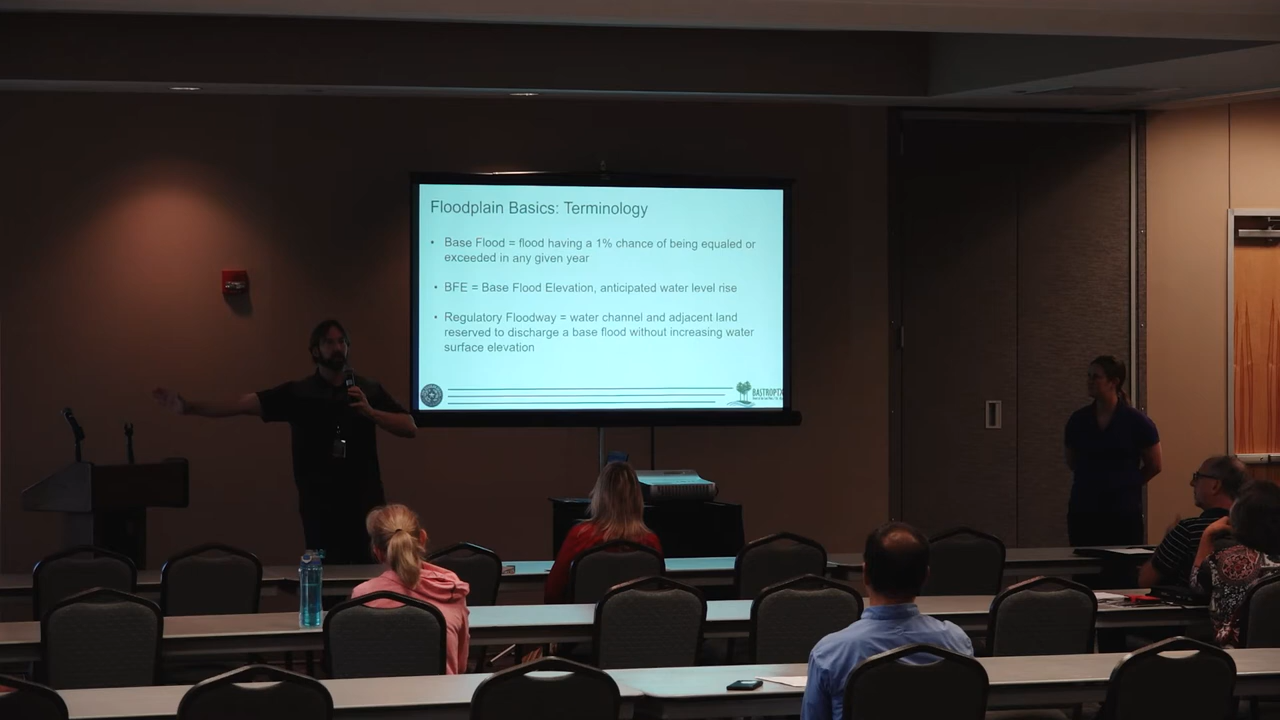 Floodplain Basics: Terminology
• Base Flood = flood having a 1% chance of being equaled or
exceeded in any given year
• BFE = Base Flood Elevation, anticipated water level rise
• Regulatory Floodway = water channel and adjacent land
reserved to discharge a base flood without increasing water
surface elevation
BASTROPTX